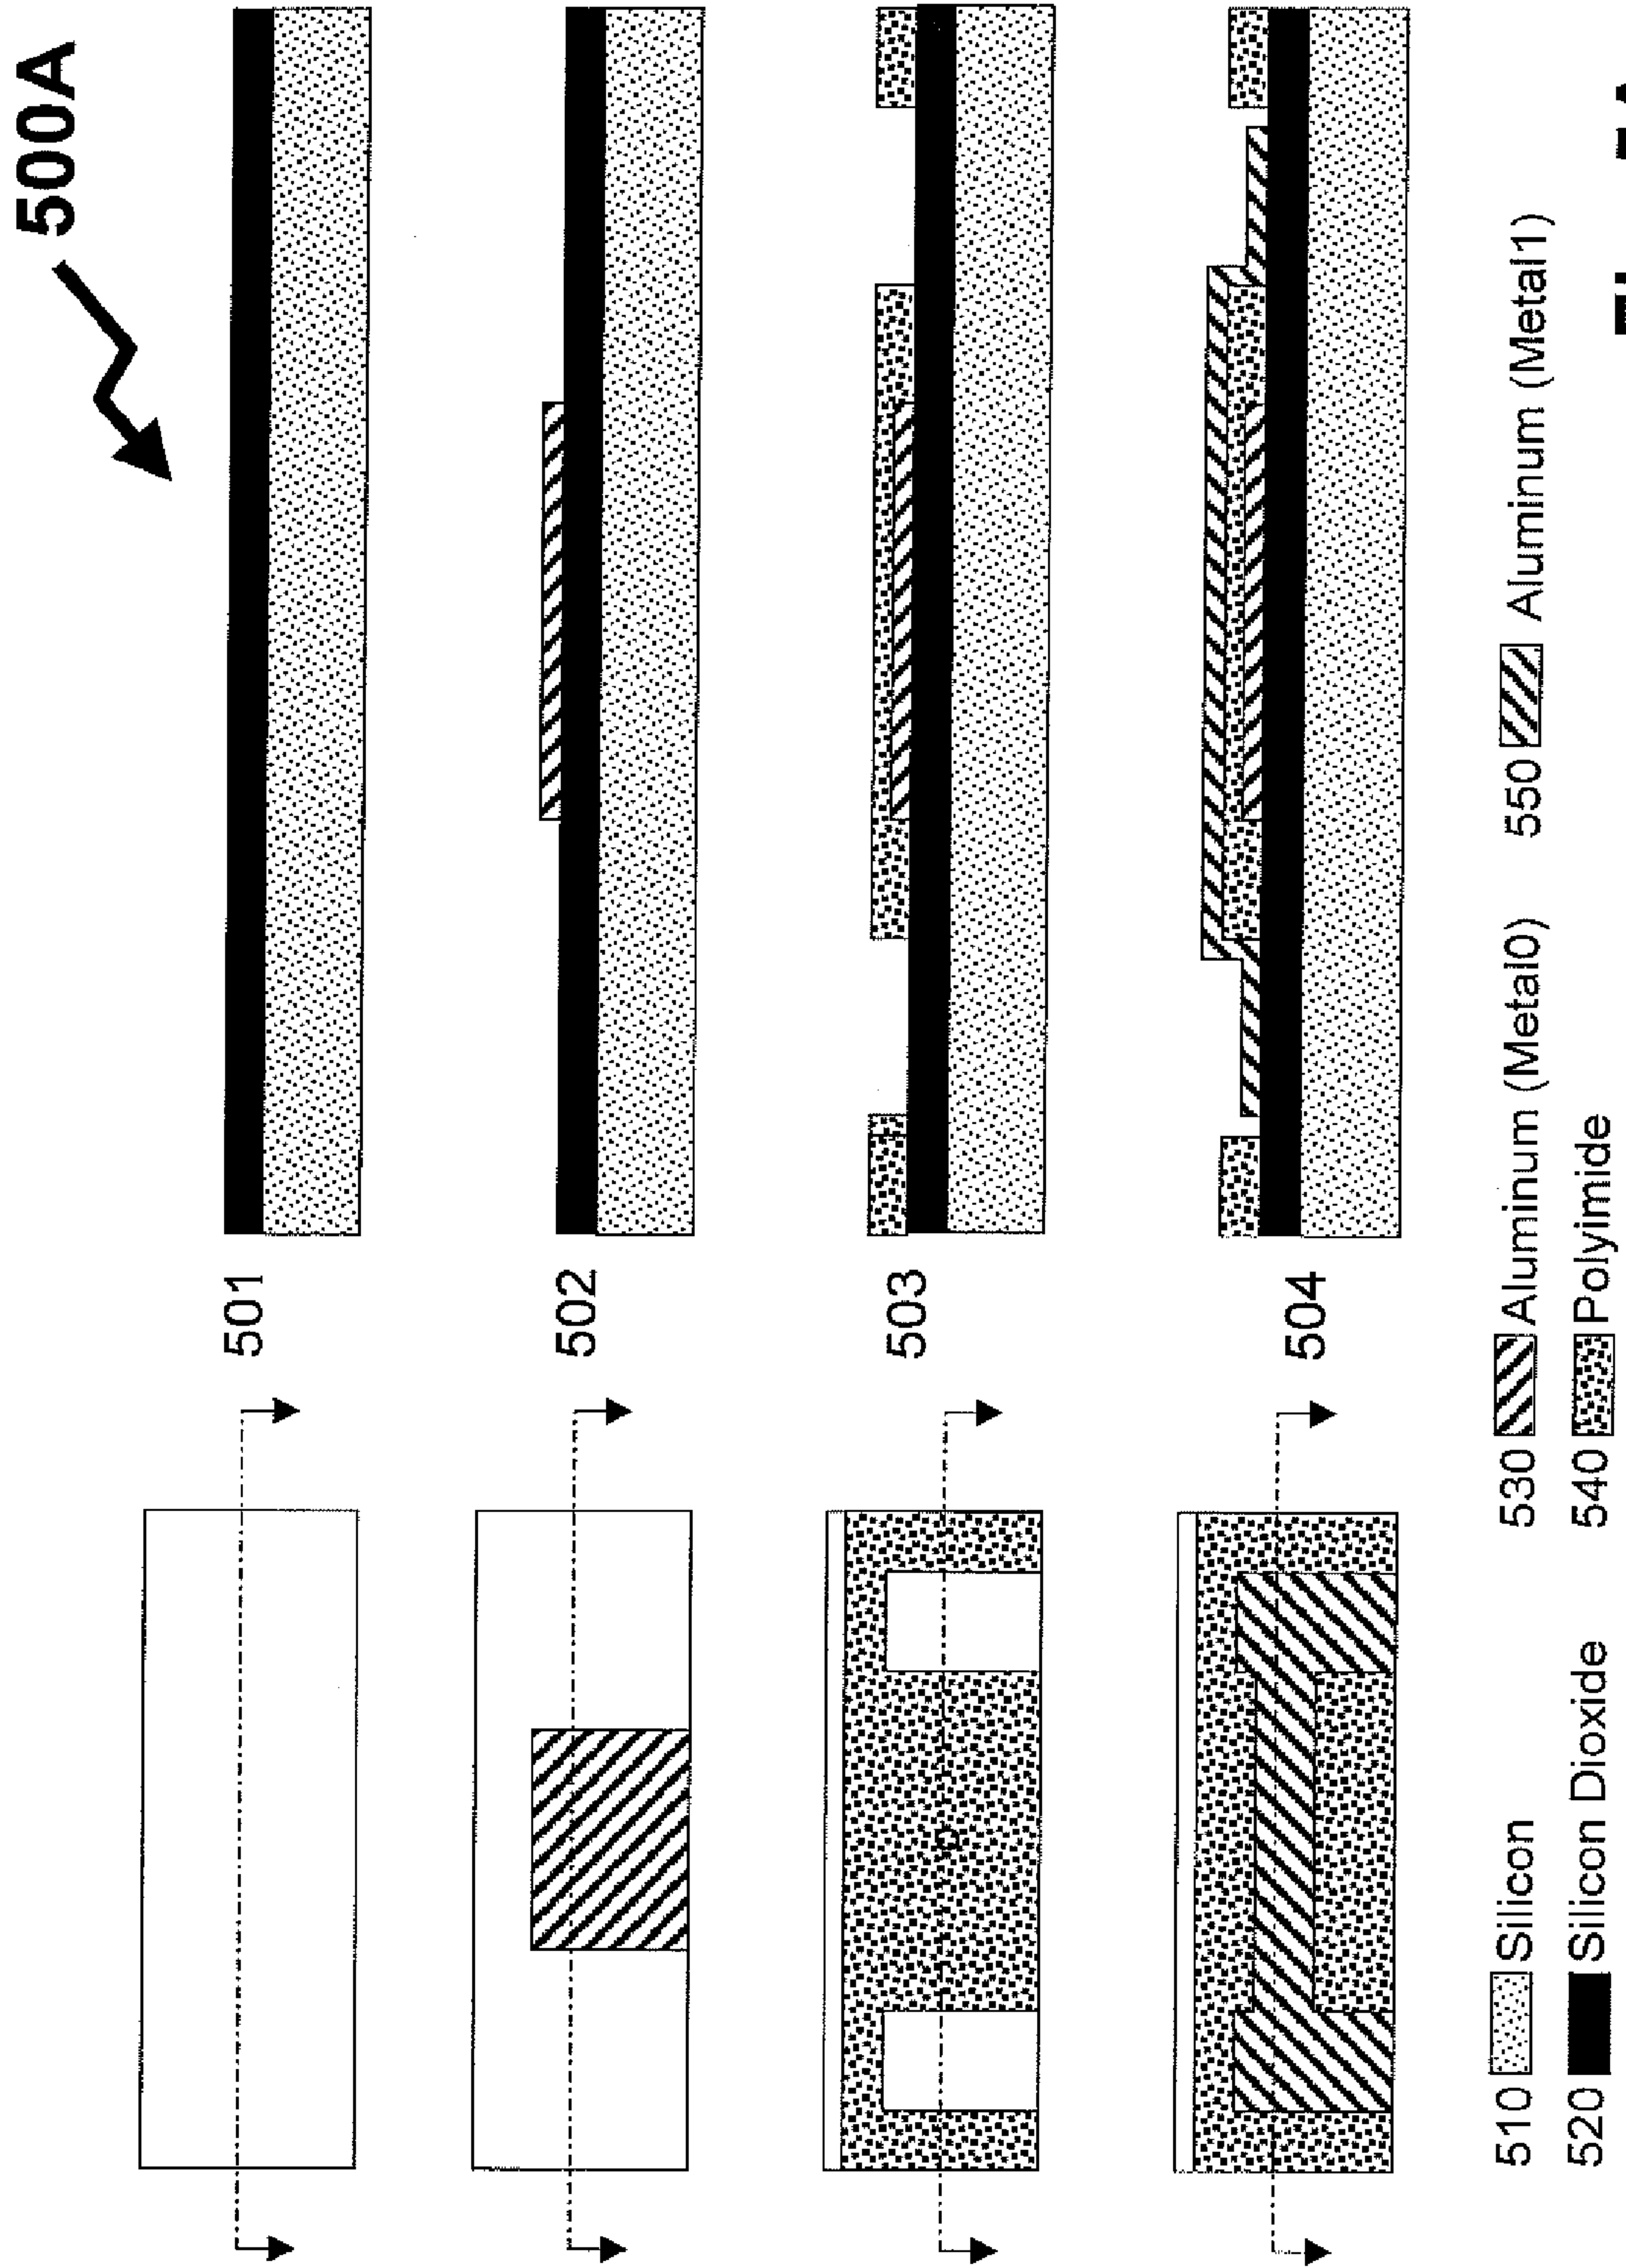 500A
501
502
503
504
510 Silicon
530 Aluminum (Metal0)
550 Aluminum (Metal1)
520 Silicon Dioxide
540 Polyimide